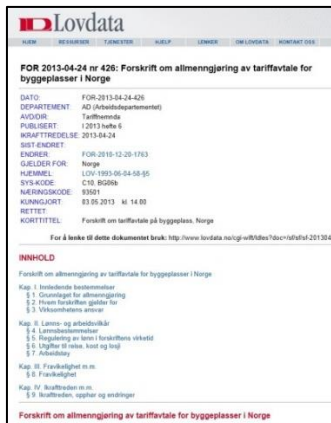 Lovdata
HJEM RESSURSER TJENESTER HJELP LENKER OM LOVDATA KONTAKT OSS
FOR 2013-04-24 nr 426: Forskrift om allmenngjøring av tariffavtale for
byggeplasser i Norge
DATO: FOR-2013-04-24-426
DEPARTEMENT: AD (Arbeidsdepartementet)
AVD/DIR: Tariffnemnda
PUBLISERT: I 2013 hefte 6
IKRAFTTREDELSE: 2013-04-24
SIST-ENDRET:
ENDRER: FOR-2010-12-20-1763
GJELDER FOR: Norge
HJEMMEL: LOV-1993-06-04-58-§5
SYS-KODE: C10, BG06b
NÆRINGSKODE: 93501
KUNNGJORT 03.05.2013 kl. 14.00
RETTET:
KORTTITTEL: Forskrift om tariffavtale på byggeplass, Norge
For å lenke til dette dokumentet bruk: http://www.lovdata.no/cgi-wift/ldles?doc=/sf/sf/sf-201304
INNHOLD
Forskrift om allmenngjøring av tariffavtale for byggeplasser i Norge
Kap. I. Innledende bestemmelser
§ 1. Grunnlaget for allmenngjøring
§ 2. Hvem forskriften gjelder for
§ 3. Virksomhetens ansvar
Kap. II. Lønns- og arbeidsvilkår
§ 4. Lønnsbestemmelser
§ 5. Regulering av lønn i forskriftens virketid
§ 6. Utgifter til reise, kost og losji
§ 7. Arbeidstøy
Kap. III. Fravikelighet m.m.
§ 8. Fravikelighet
Kap. IV. Ikrafttreden m.m.
§ 9. Ikrafttreden, opphør og endringer
Forskrift om allmenngjøring av tariffavtale for byggeplasser i Norge